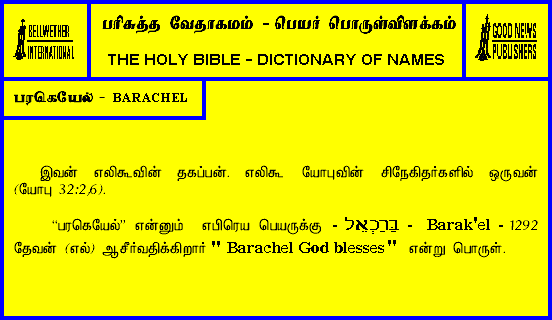 BELLWETHER
INTERNATIONAL
பரிசுத்த வேதாகமம் - பெயர் பொருள்விளக்கம்
THE HOLY BIBLE - DICTIONARY OF NAMES
GOOD NEWS
PUBLISHERS
பரகெயேல் - BARACHEL
இவன் எலிகூவின் தகப்பன். எலிகூ யோபுவின் சிநேகிதர்களில் ஒருவன்
(யோபு 32:2,6).
“பரகெயேல்” என்னும் எபிரெய பெயருக்கு - בַּרַכְאֵל - Barak'el - 1292
தேவன் (எல்) ஆசீர்வதிக்கிறார் " Barachel God blesses " என்று பொருள்.